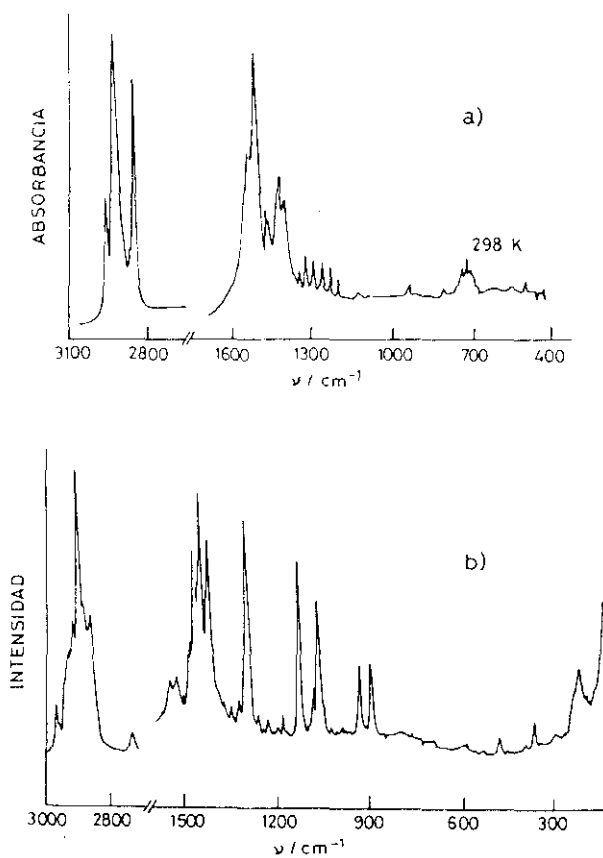 ABSORBANCIA
a)
298 K
3100 2800 1600 1300 1000 700 400
ν / cm⁻¹
INTENSIDAD
b)
3000 2800 1500 1200 900 600 300
ν / cm⁻¹